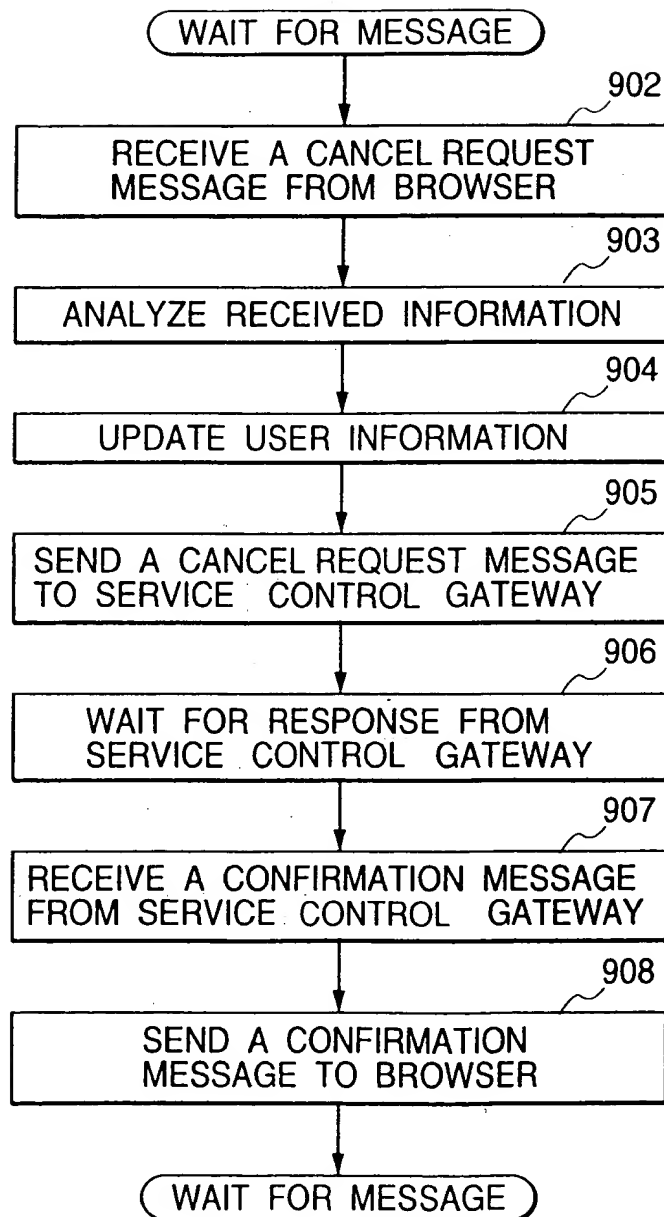 WAIT FOR MESSAGE
902
RECEIVE A CANCEL REQUEST
MESSAGE FROM BROWSER
903
ANALYZE RECEIVED INFORMATION
904
UPDATE USER INFORMATION
905
SEND A CANCEL REQUEST MESSAGE
TO SERVICE CONTROL GATEWAY
906
WAIT FOR RESPONSE FROM
SERVICE CONTROL GATEWAY
907
RECEIVE A CONFIRMATION MESSAGE
FROM SERVICE CONTROL GATEWAY
908
SEND A CONFIRMATION
MESSAGE TO BROWSER
WAIT FOR MESSAGE